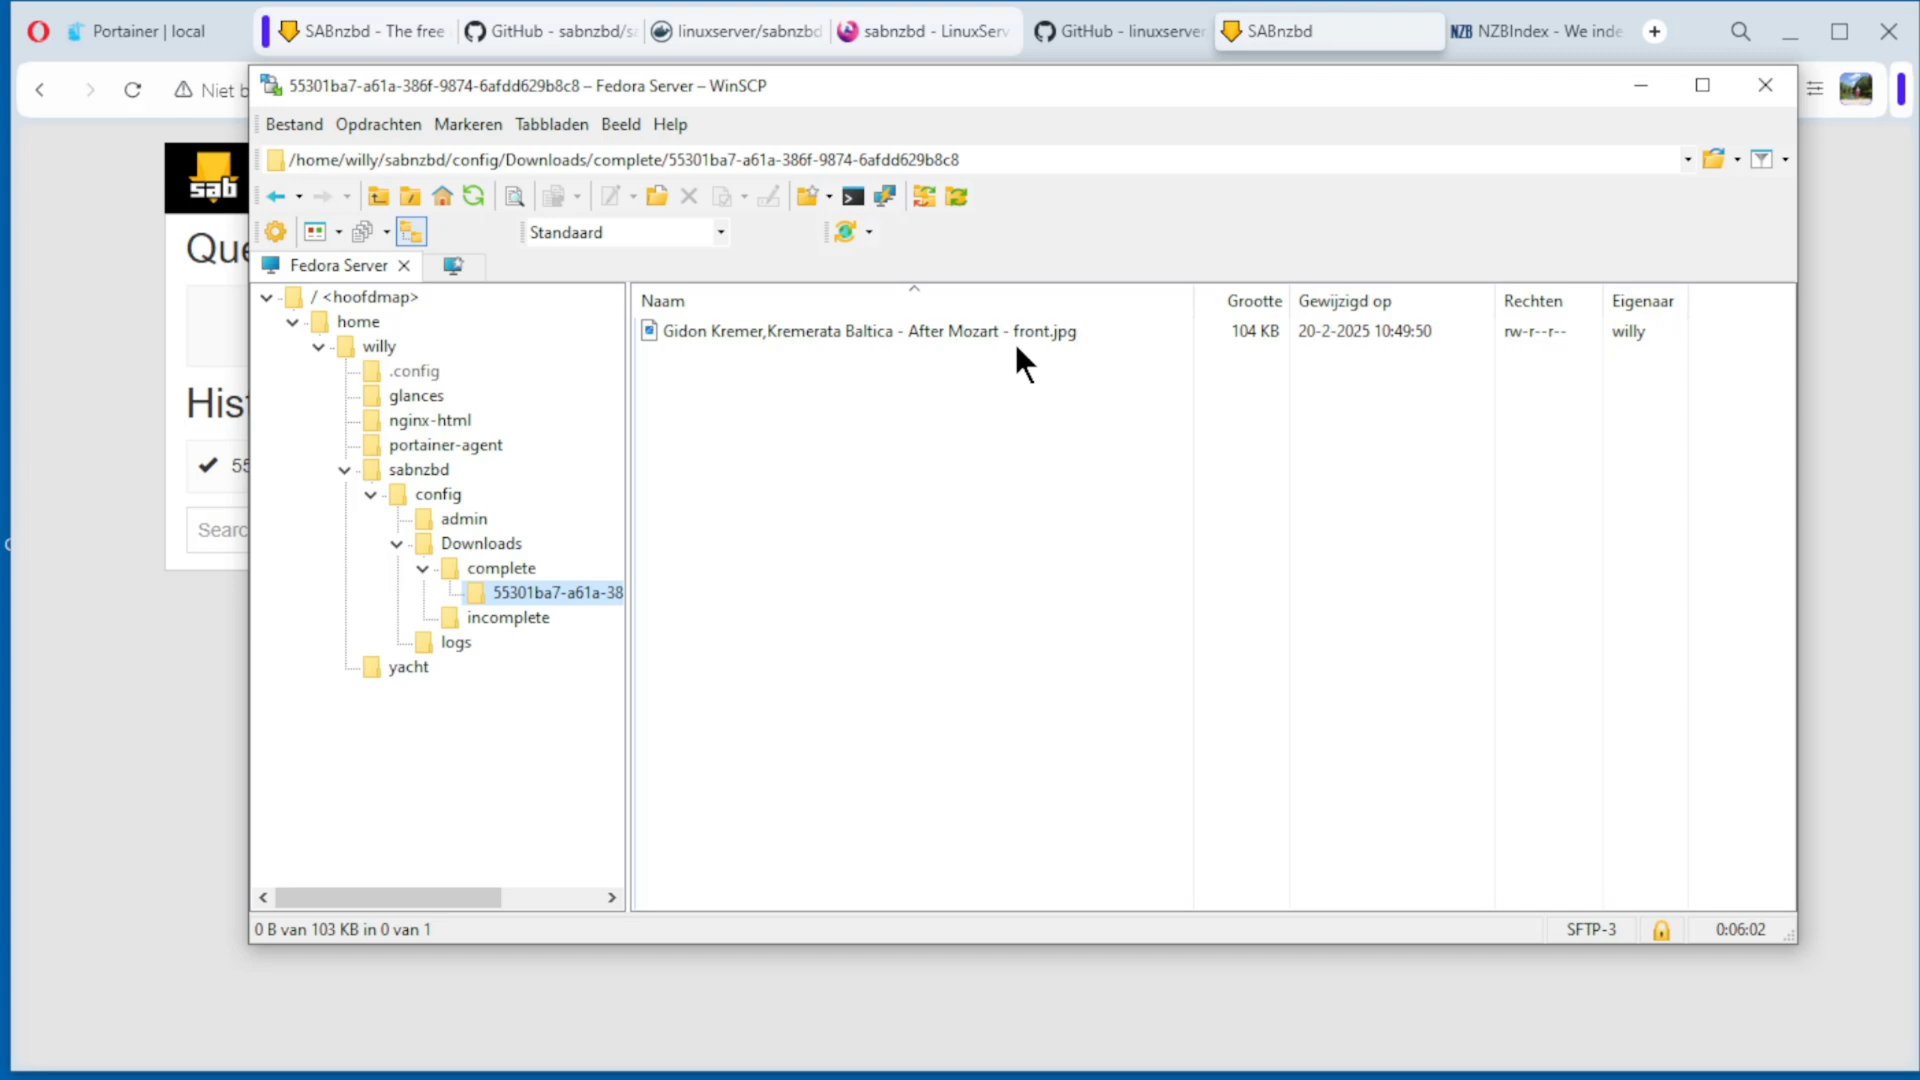 Portainer | local
SABnzbd - The free
GitHub - sabnzbd/sa
linuxserver/sabnzbd
sabnzbd - LinuxServ
GitHub - linuxserver
SABnzbd
NZB NZBIndex - We inde
Niet b
55301ba7-a61a-386f-9874-6afdd629b8c8 – Fedora Server – WinSCP
Bestand Opdrachten Markeren Tabbladen Beeld Help
/home/willy/sabnzbd/config/Downloads/complete/55301ba7-a61a-386f-9874-6afdd629b8c8
sab
Standaard
Que
Fedora Server
/ <hoofdmap>
home
willy
.config
glances
nginx-html
portainer-agent
sabnzbd
config
admin
Downloads
complete
55301ba7-a61a-38
incomplete
logs
yacht
Naam Grootte Gewijzigd op Rechten Eigenaar
Gidon Kremer,Kremerata Baltica - After Mozart - front.jpg 104 KB 20-2-2025 10:49:50 rw-r--r-- willy
His
55
Searc
0 B van 103 KB in 0 van 1
SFTP-3
0:06:02